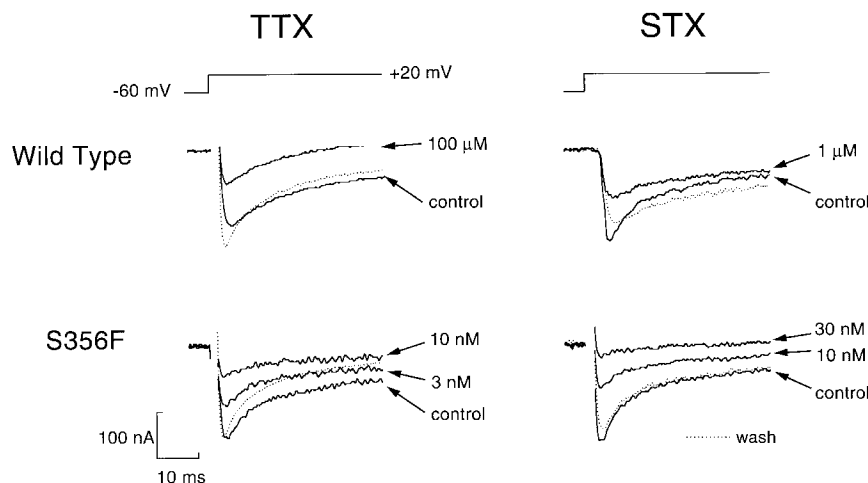 TTX
STX
-60 mV
+20 mV
Wild Type
100 µM
control
1 µM
control
S356F
10 nM
3 nM
control
30 nM
10 nM
control
100 nA
10 ms
wash